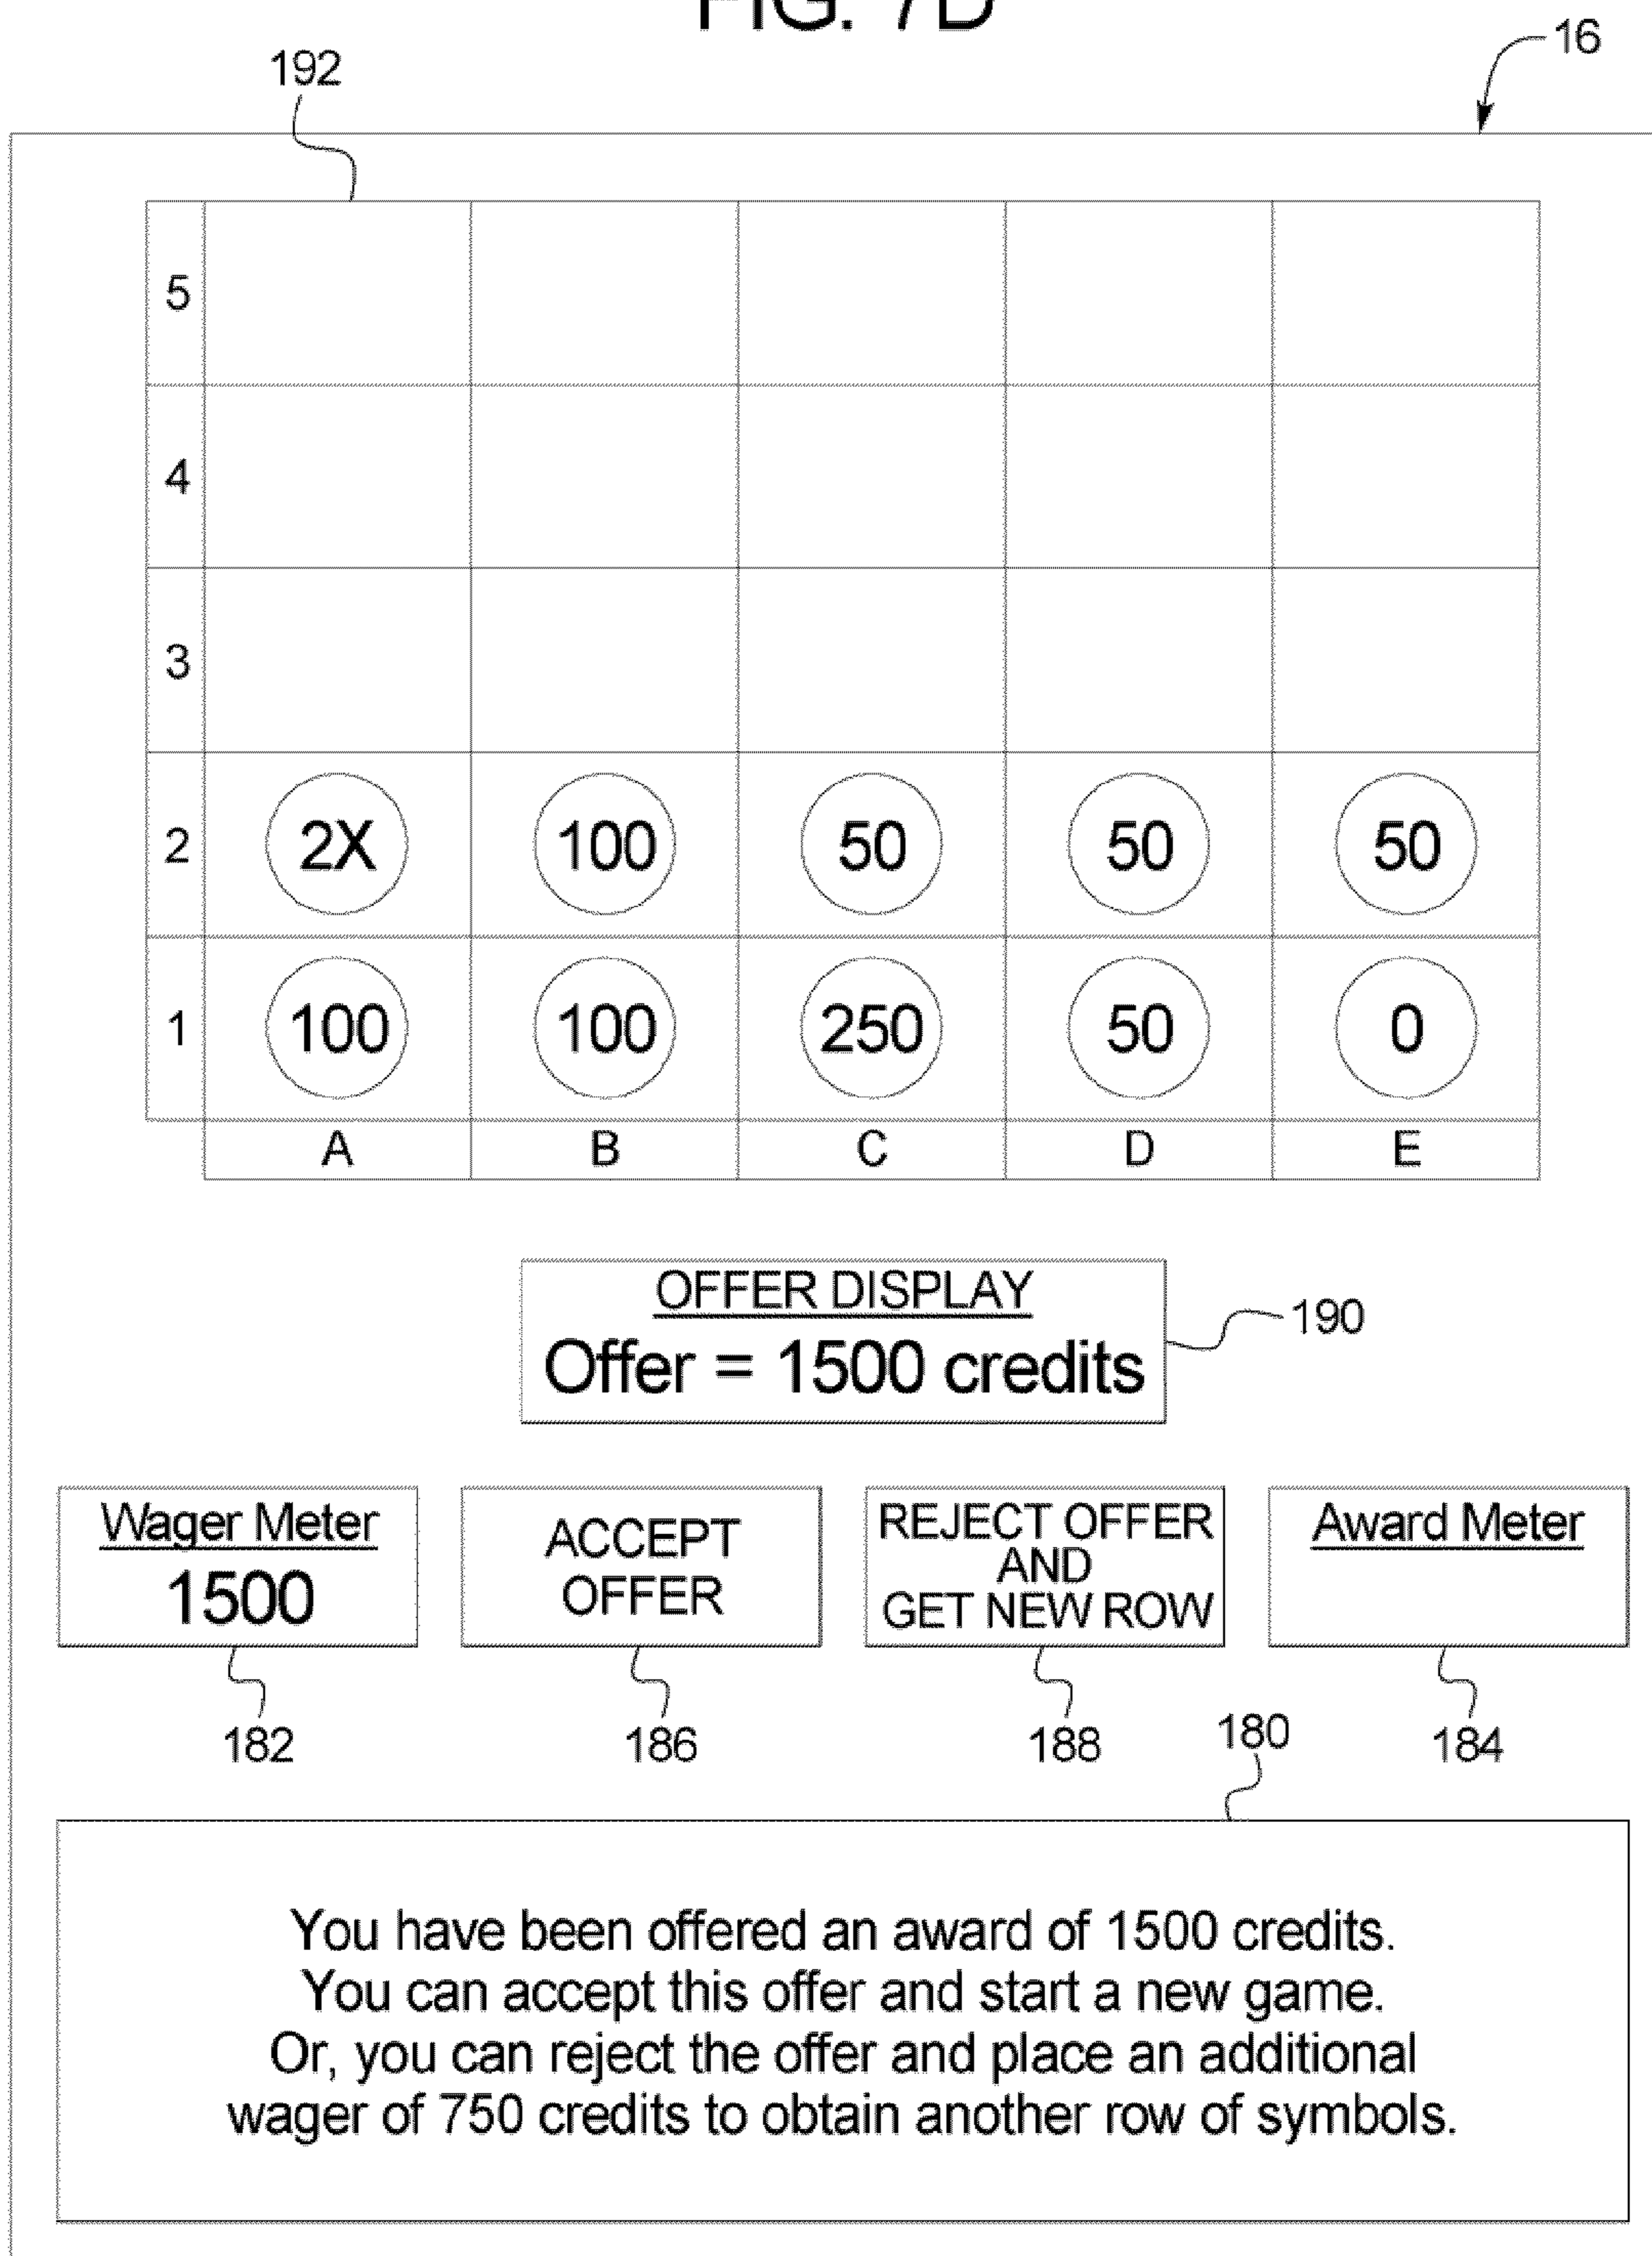 FIG. 7D
16
192
5
4
3
2 2X 100 50 50 50
1 100 100 250 50 0
A B C D E
OFFER DISPLAY
Offer = 1500 credits
190
Wager Meter
1500
ACCEPT
OFFER
REJECT OFFER
AND
GET NEW ROW
Award Meter
182
186
188
180
184
You have been offered an award of 1500 credits.
You can accept this offer and start a new game.
Or, you can reject the offer and place an additional
wager of 750 credits to obtain another row of symbols.